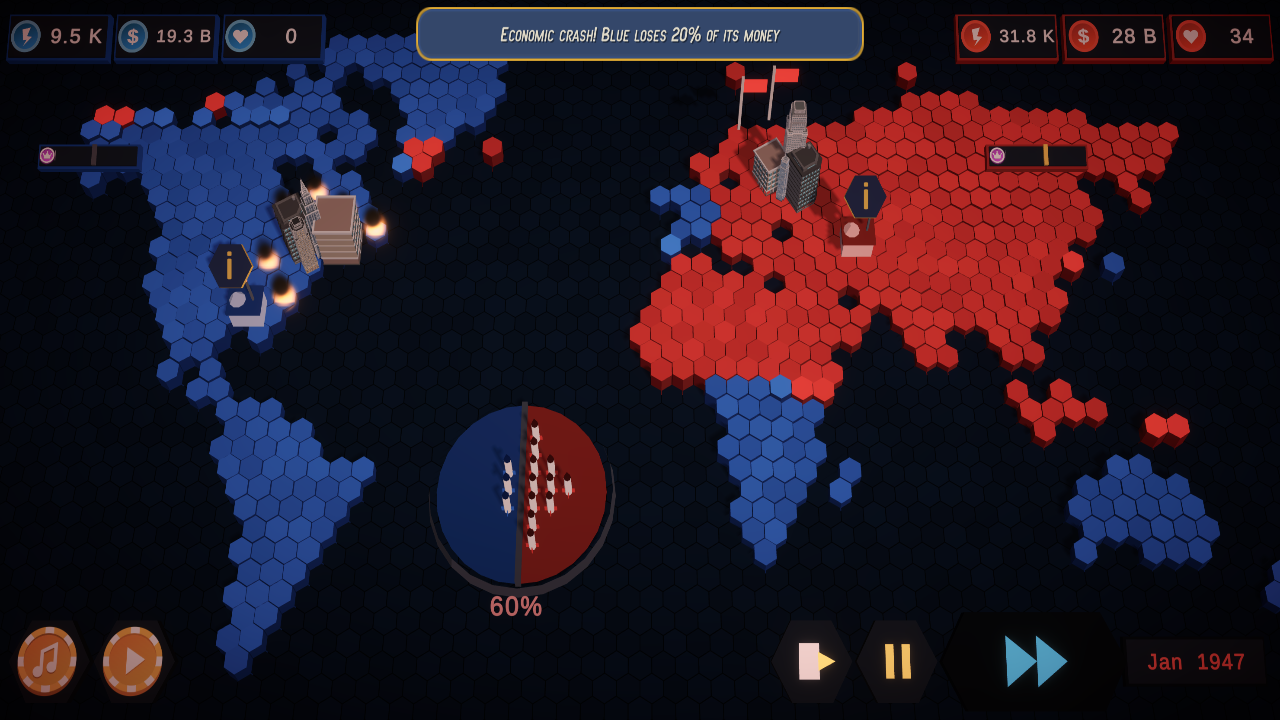 9.5 K
$
19.3 B
0
Economic crash! Blue loses 20% of its money
31.8 K
$
28 B
34
i
i
60%
Jan 1947